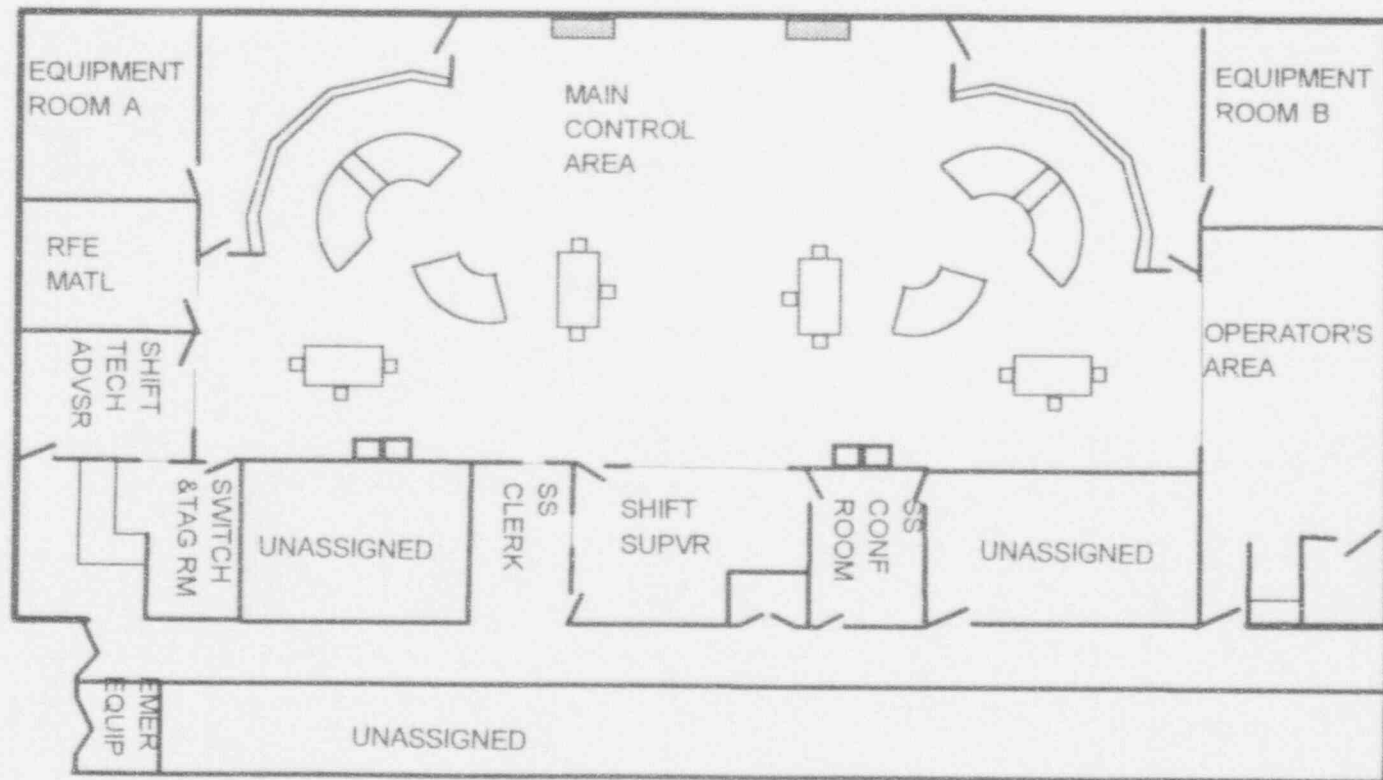 EQUIPMENT
ROOM A
MAIN
CONTROL
AREA
EQUIPMENT
ROOM B
RFE
MATL
SHIFT
TECH
ADVSR
OPERATOR'S
AREA
SWITCH
&TAG RM
UNASSIGNED
SS
CLERK
SHIFT
SUPVR
SS
CONF
ROOM
UNASSIGNED
EMER
EQUIP
UNASSIGNED